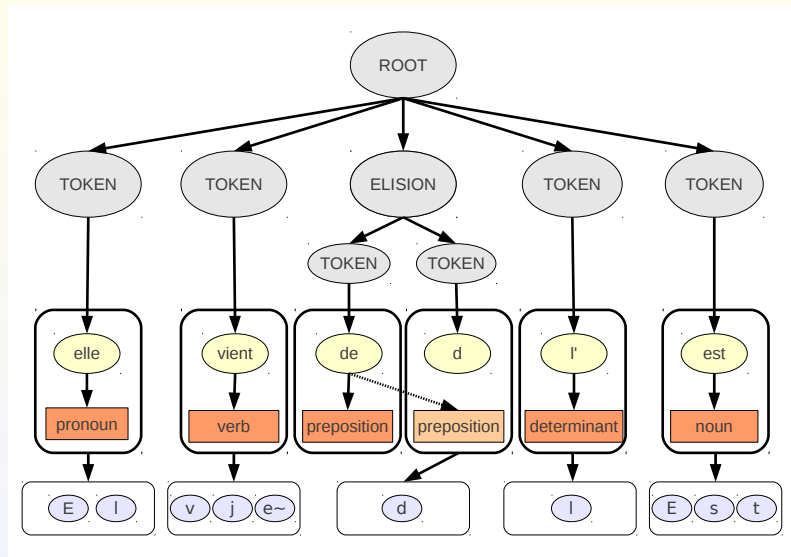 ROOT
TOKEN TOKEN ELISION TOKEN TOKEN
TOKEN TOKEN
elle vient de d l' est
pronoun verb preposition preposition determinant noun
E l v j e~ d l E s t